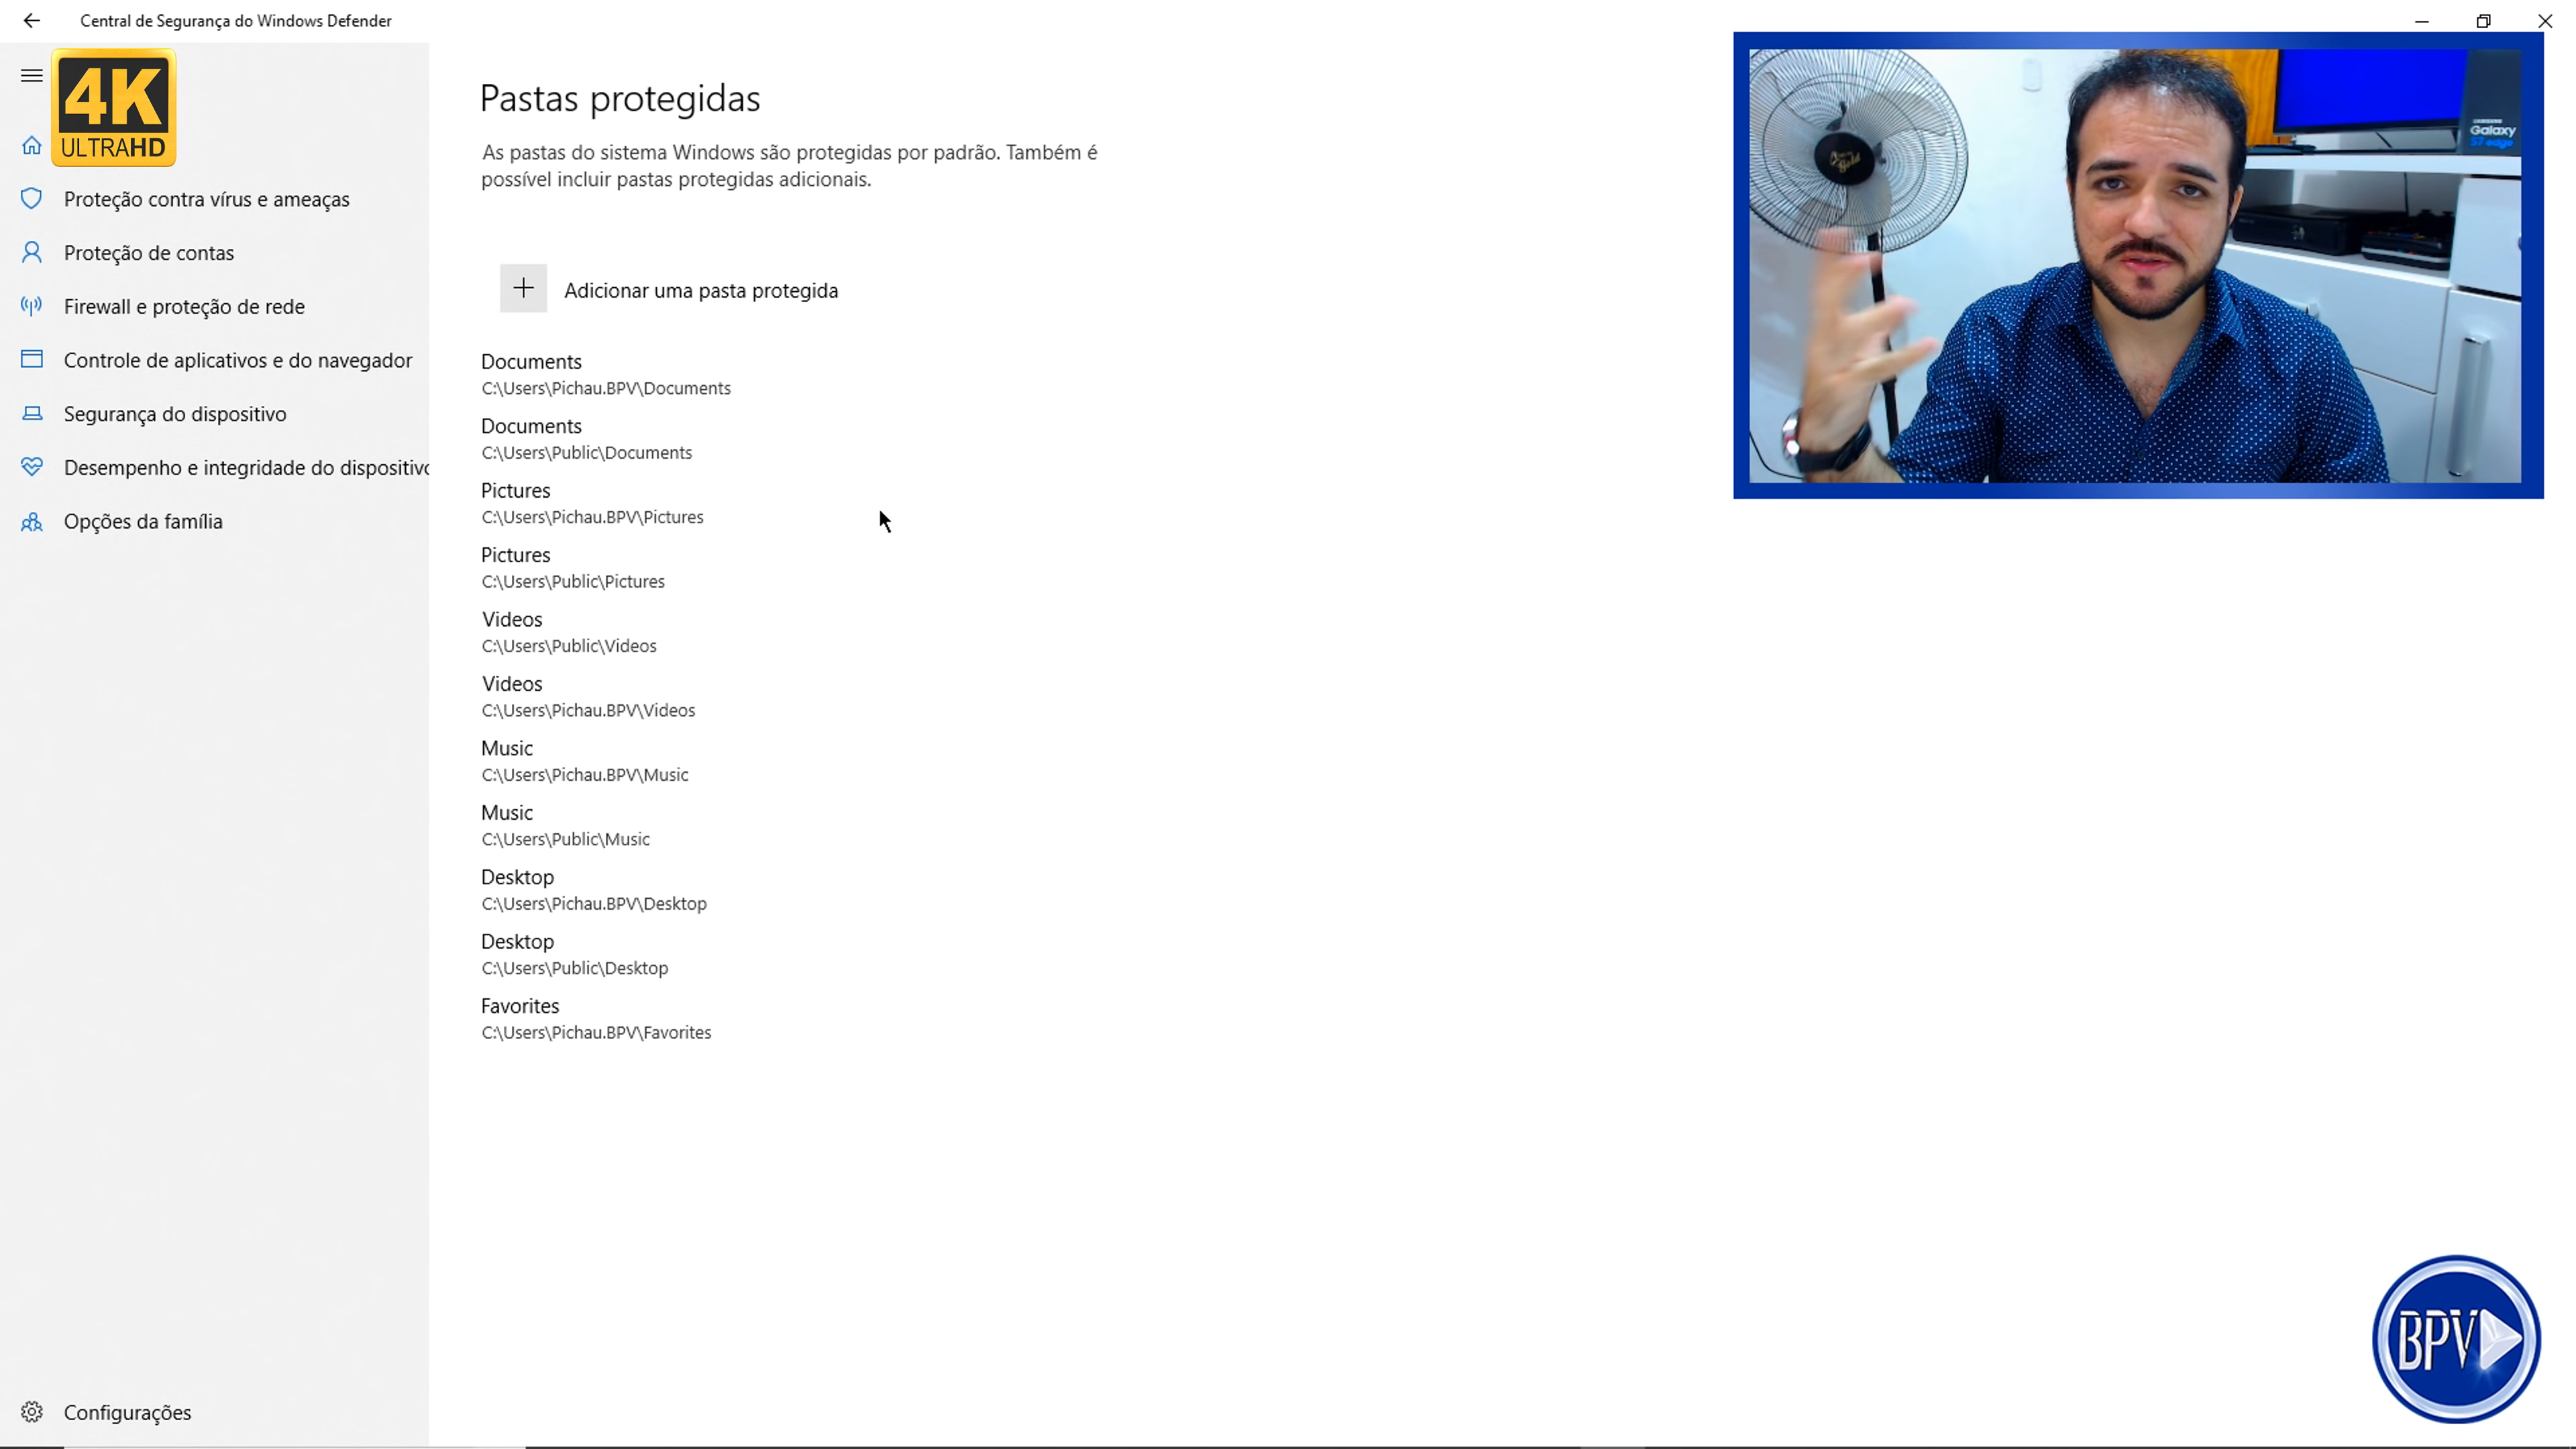 Central de Segurança do Windows Defender
4K
ULTRAHD
Proteção contra vírus e ameaças
Proteção de contas
Firewall e proteção de rede
Controle de aplicativos e do navegador
Segurança do dispositivo
Desempenho e integridade do dispositivo
Opções da família
Configurações
Pastas protegidas
As pastas do sistema Windows são protegidas por padrão. Também é
possível incluir pastas protegidas adicionais.
Adicionar uma pasta protegida
Documents
C:\Users\Pichau.BPV\Documents
Documents
C:\Users\Public\Documents
Pictures
C:\Users\Pichau.BPV\Pictures
Pictures
C:\Users\Public\Pictures
Videos
C:\Users\Public\Videos
Videos
C:\Users\Pichau.BPV\Videos
Music
C:\Users\Pichau.BPV\Music
Music
C:\Users\Public\Music
Desktop
C:\Users\Pichau.BPV\Desktop
Desktop
C:\Users\Public\Desktop
Favorites
C:\Users\Pichau.BPV\Favorites
SAMSUNG
Galaxy
S7 edge
Gold
BPV